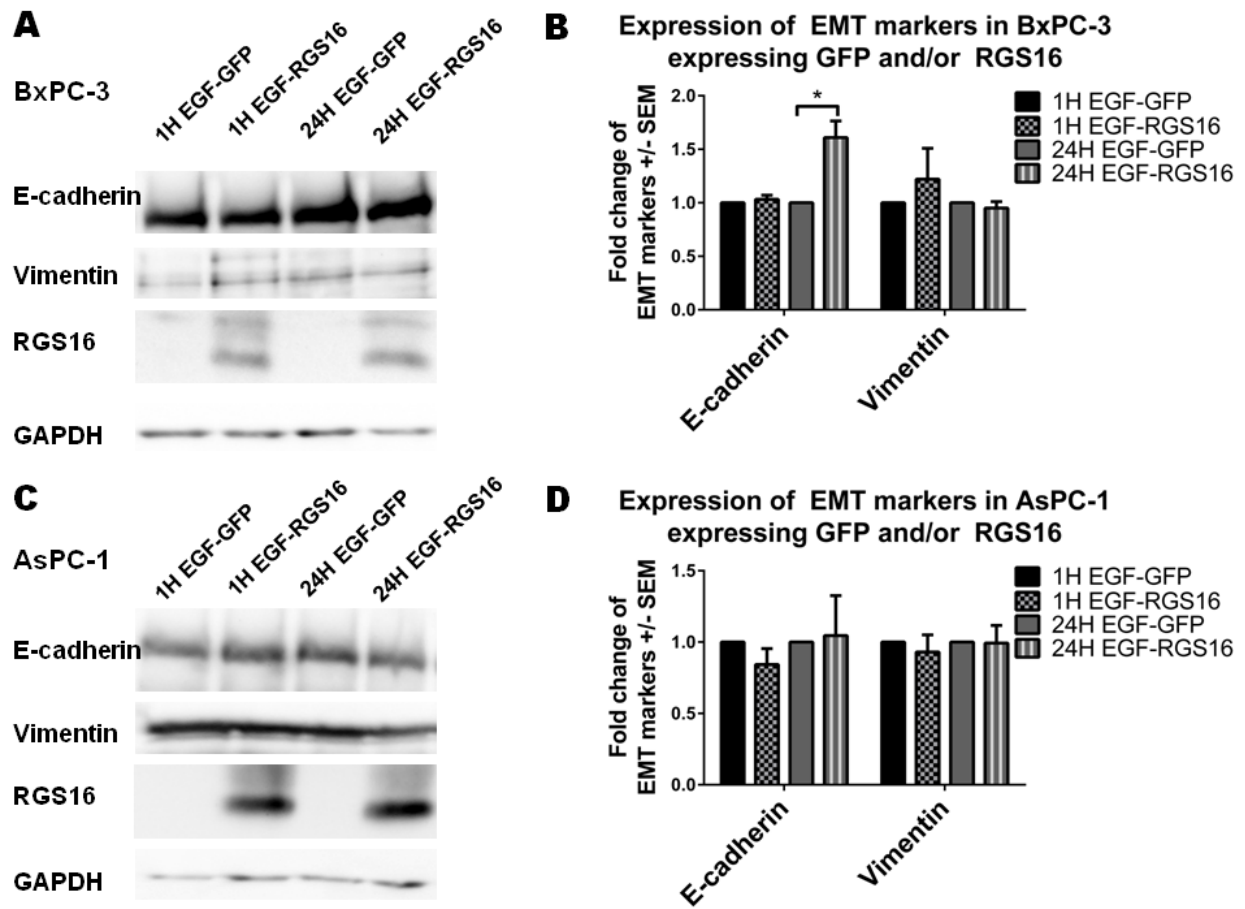 A
BxPC-3
1H EGF-GFP
1H EGF-RGS16
24H EGF-GFP
24H EGF-RGS16
E-cadherin
Vimentin
RGS16
GAPDH
B
Expression of EMT markers in BxPC-3
expressing GFP and/or RGS16
Fold change of
EMT markers +/- SEM
2.0
1.5
1.0
0.5
0.0
*
E-cadherin
Vimentin
1H EGF-GFP
1H EGF-RGS16
24H EGF-GFP
24H EGF-RGS16
C
AsPC-1
1H EGF-GFP
1H EGF-RGS16
24H EGF-GFP
24H EGF-RGS16
E-cadherin
Vimentin
RGS16
GAPDH
D
Expression of EMT markers in AsPC-1
expressing GFP and/or RGS16
Fold change of
EMT markers +/- SEM
1.5
1.0
0.5
0.0
E-cadherin
Vimentin
1H EGF-GFP
1H EGF-RGS16
24H EGF-GFP
24H EGF-RGS16